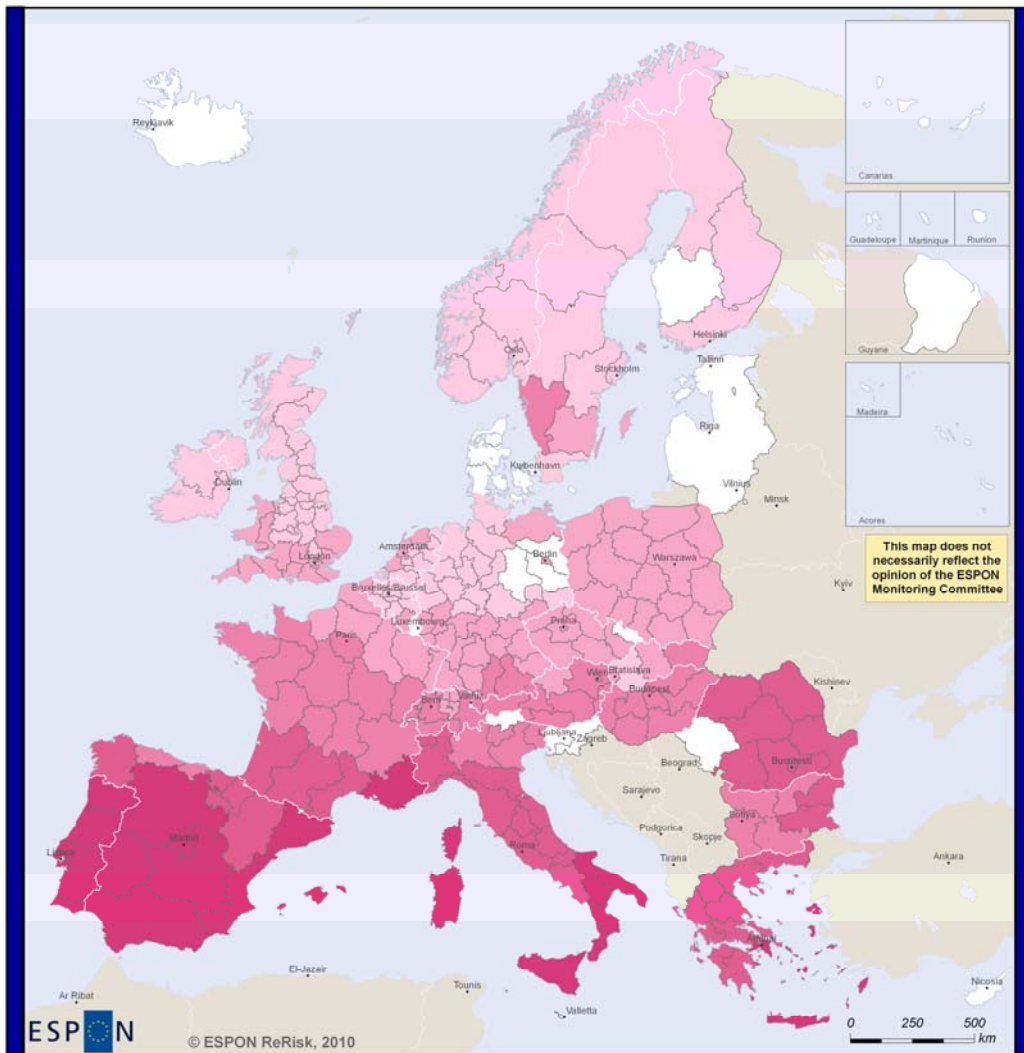 Reykjavik
Canarias
Guadeloupe
Martinique
Riunion
Guyane
Madeira
Acores
Helsinki
Oslo
Tallinn
Stockholm
Riga
København
Vilnius
Minsk
Dublin
Amsterdam
Berlin
London
Warszawa
This map does not
necessarily reflect the
opinion of the ESPON
Monitoring Committee
Bruxelles/Brussel
Kyiv
Luxembourg
Praha
Paris
Wien
Bratislava
Kishinev
Bern
Vaduz
Budapest
Ljubljana
Zagreb
Beograd
Bucuresti
Sarajevo
Madrid
Podgorica
Sofiya
Skopje
Lisboa
Roma
Tirana
Ankara
Athinai
El-Jazair
Tounis
Nicosia
Ar Ribat
Valletta
ESPON
© ESPON ReRisk, 2010
0 250 500
km